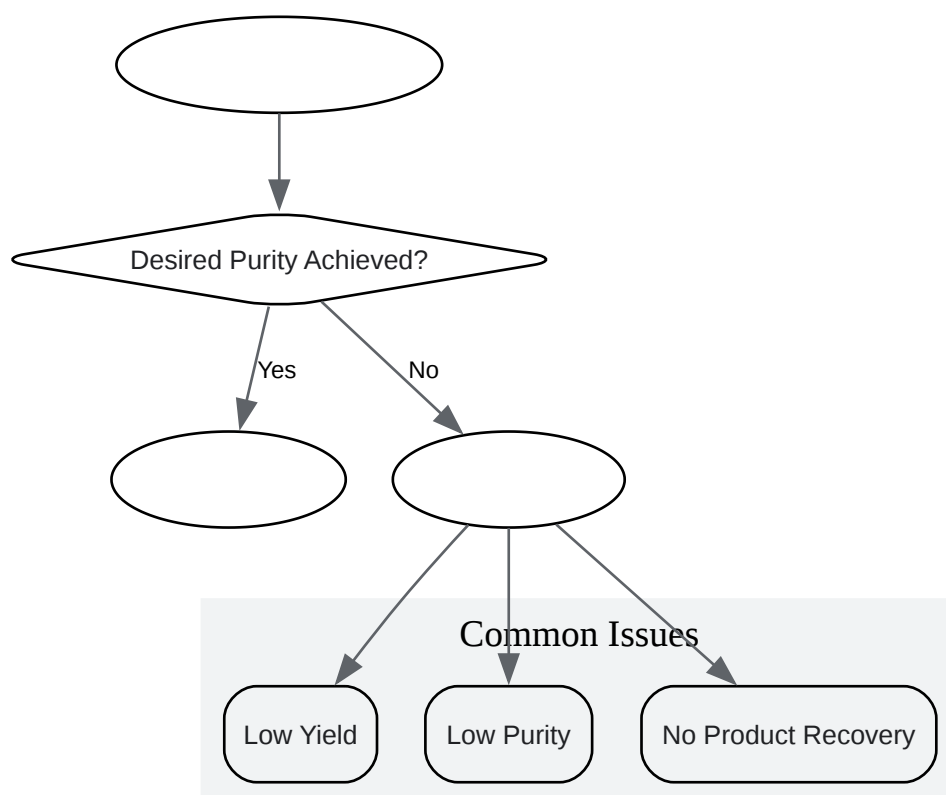 Desired Purity Achieved?
Yes
No
Common Issues
Low Yield
Low Purity
No Product Recovery